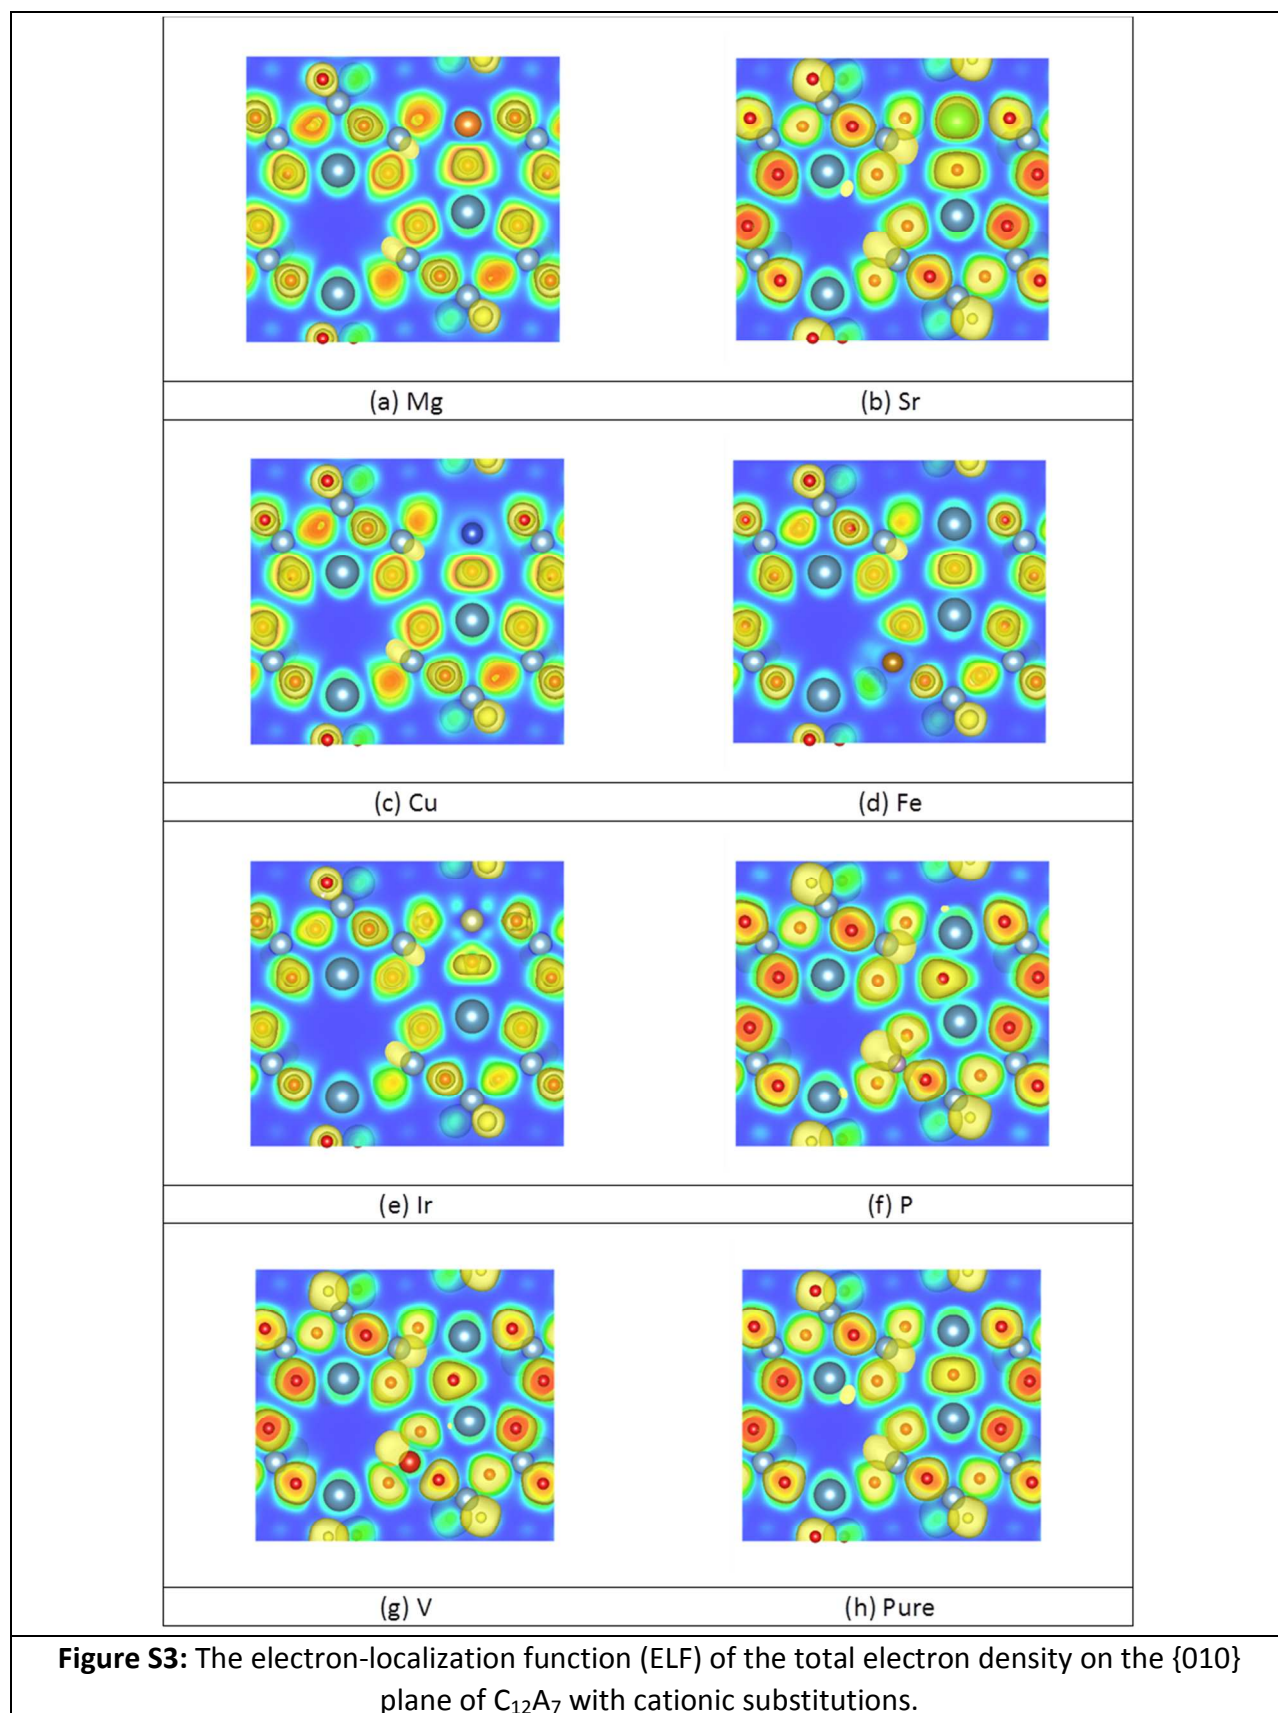 (a) Mg
(b) Sr
(c) Cu
(d) Fe
(e) Ir
(f) P
(g) V
(h) Pure
Figure S3: The electron-localization function (ELF) of the total electron density on the {010}
plane of C₁₂A₇ with cationic substitutions.